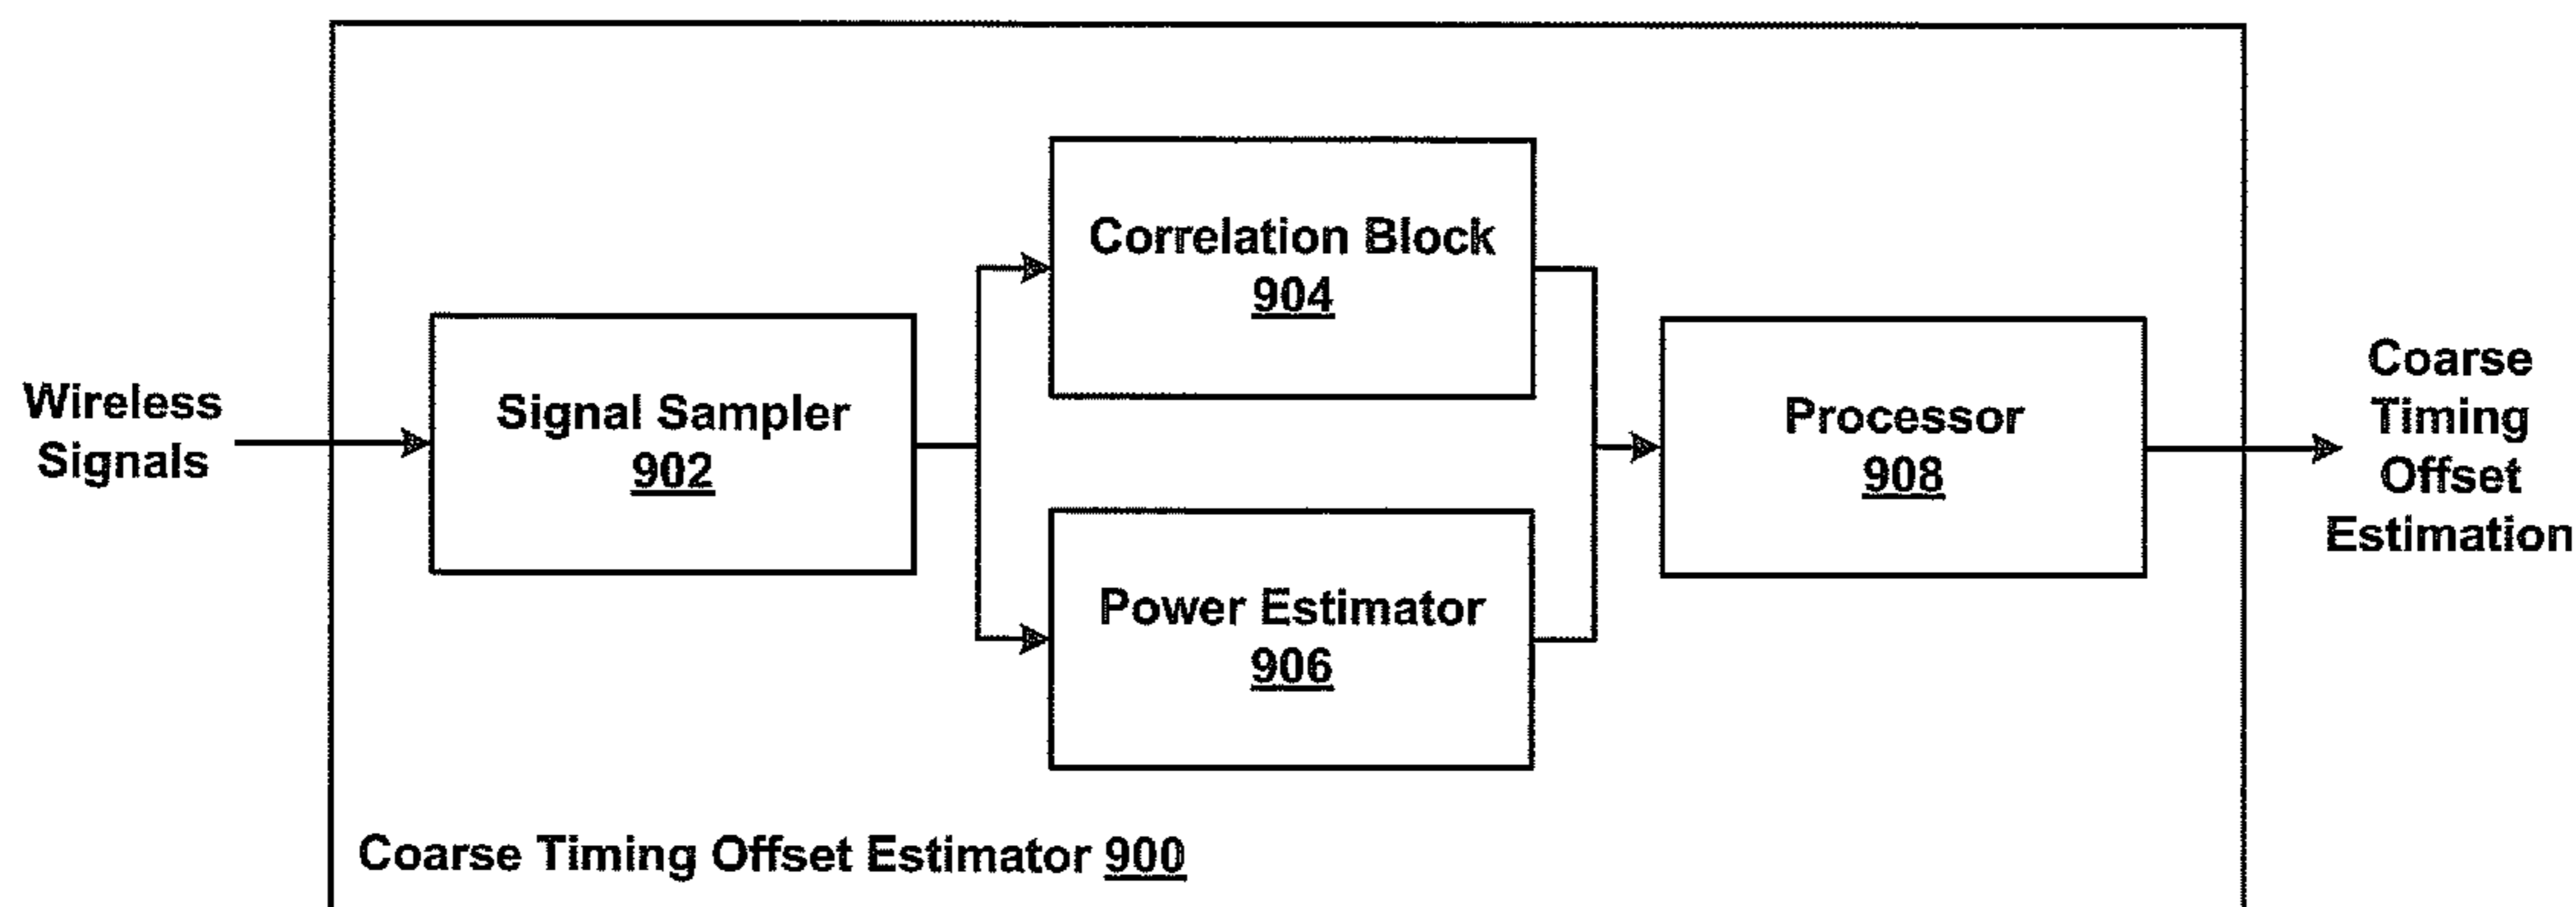 Wireless
Signals
Signal Sampler
902
Correlation Block
904
Power Estimator
906
Processor
908
Coarse
Timing
Offset
Estimation
Coarse Timing Offset Estimator 900